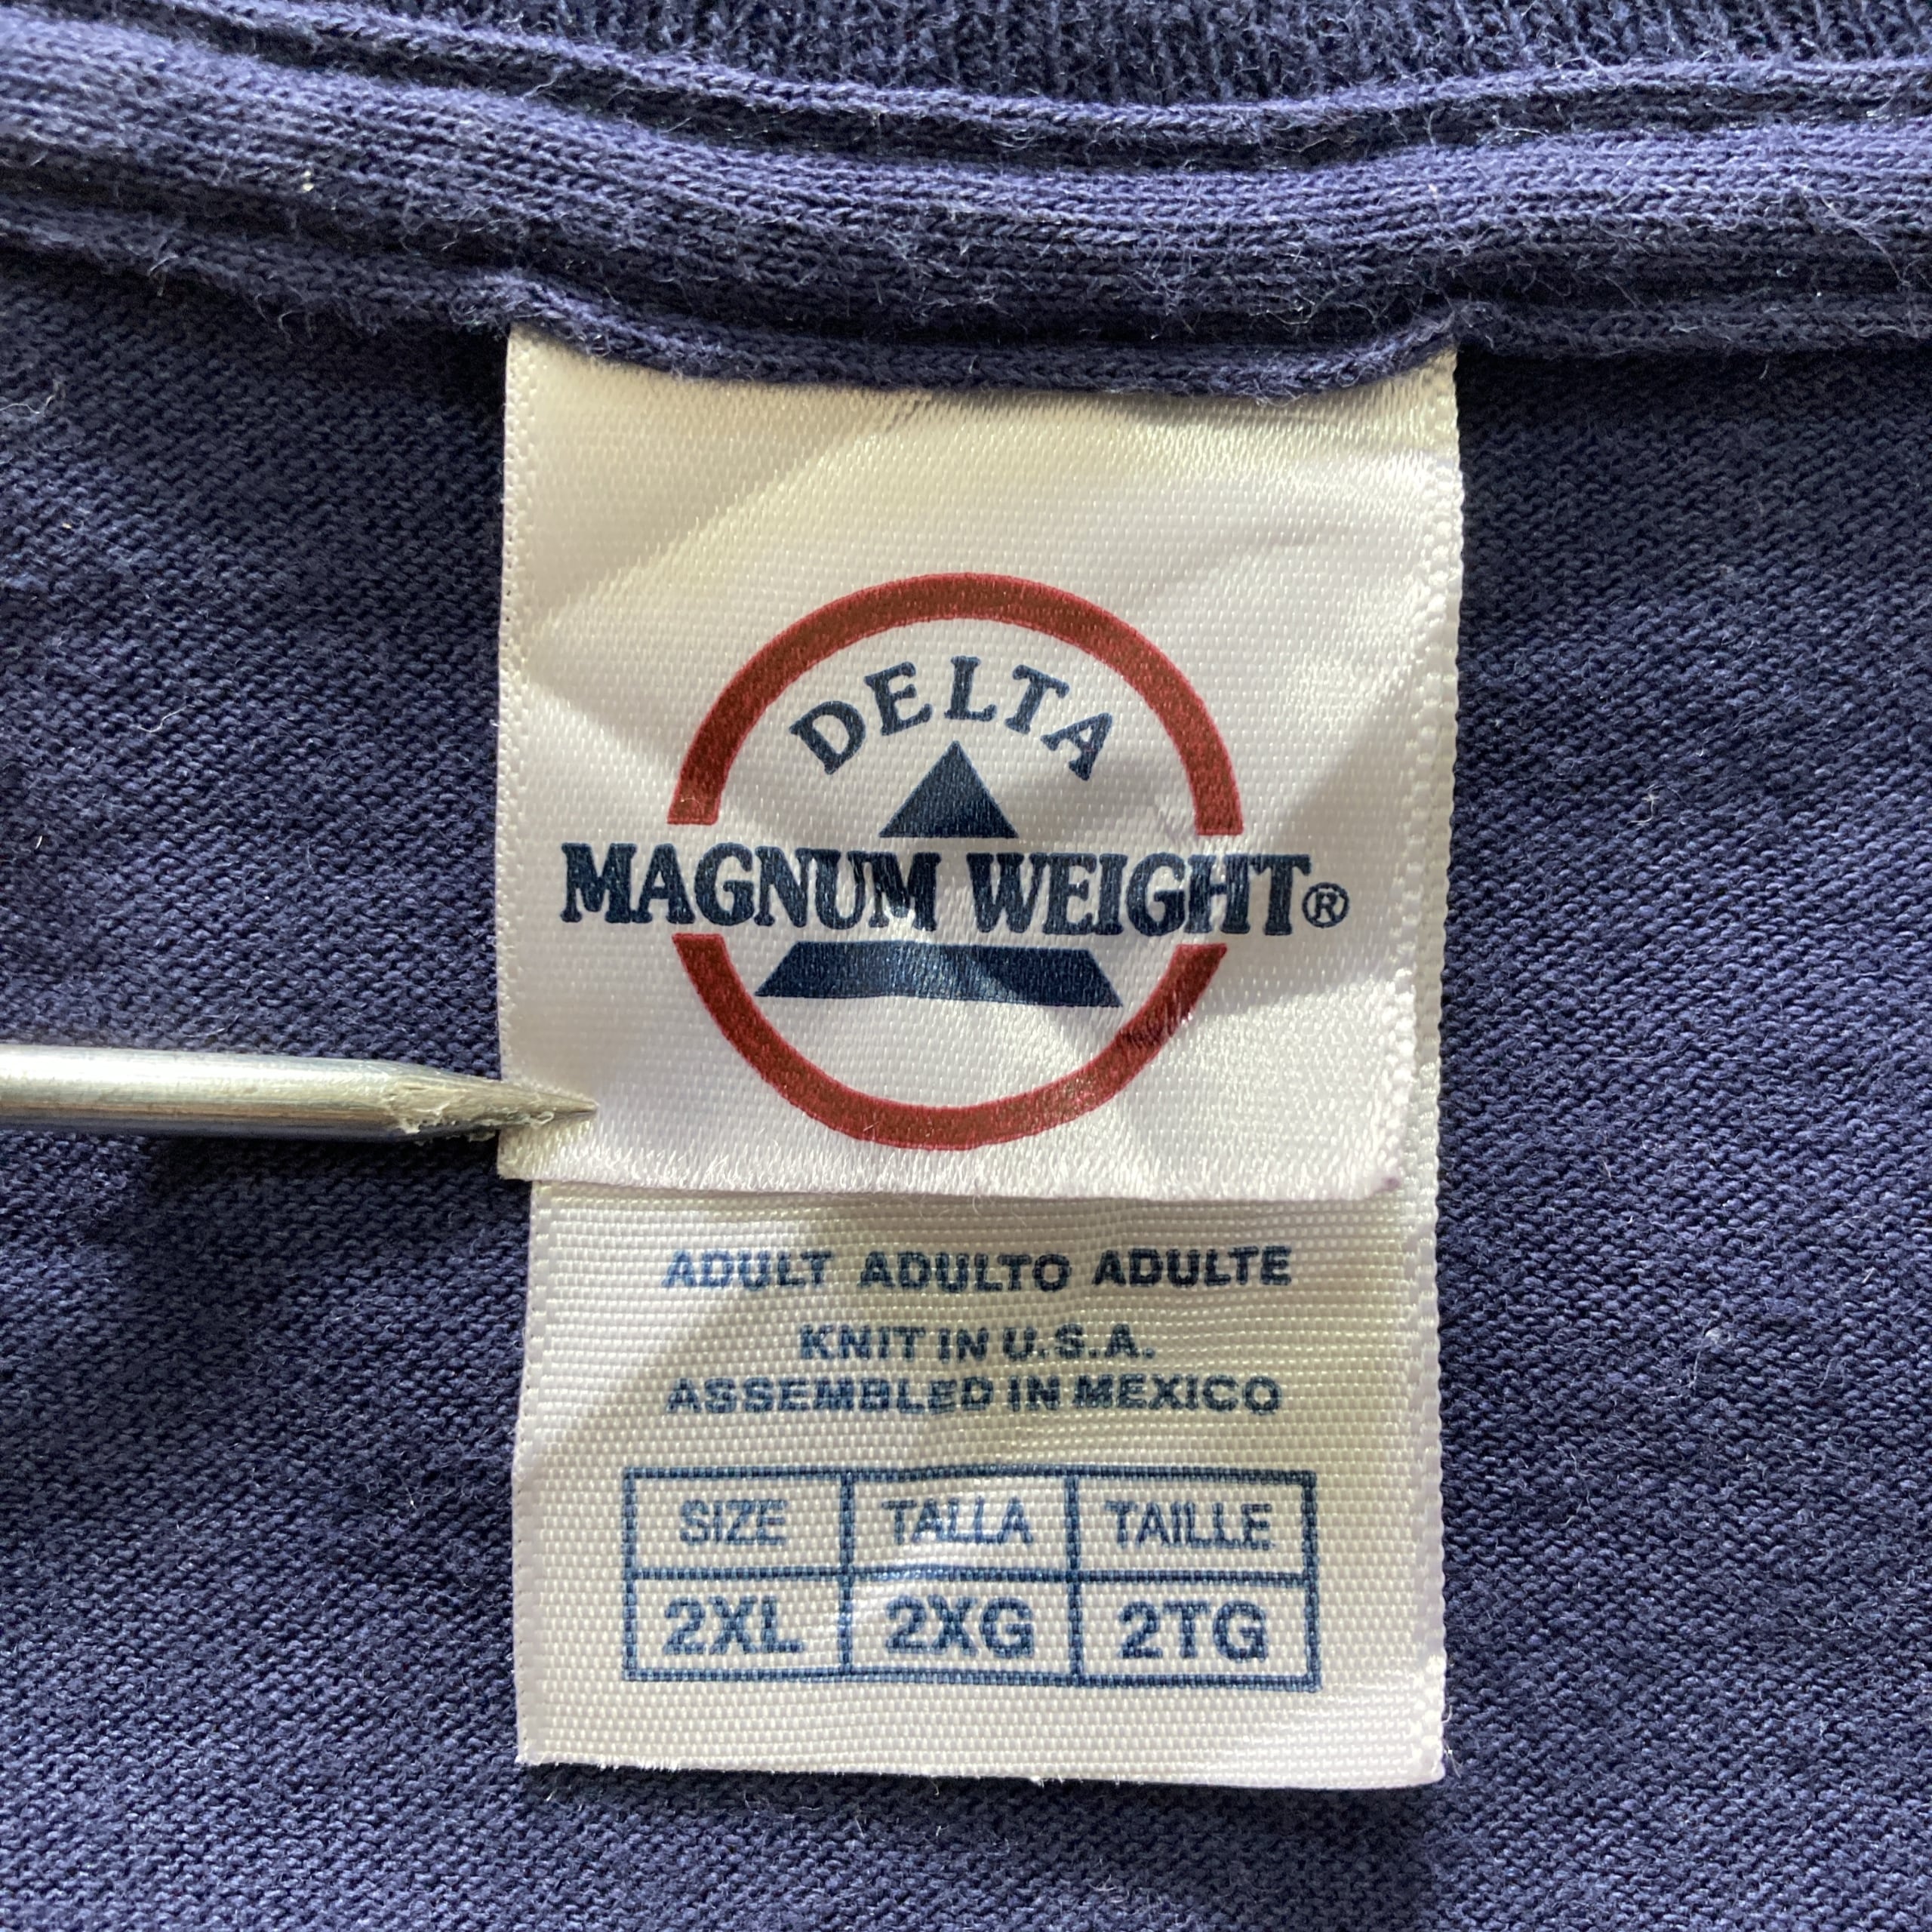 DELTA
MAGNUM WEIGHT®
ADULT ADULTO ADULTE
KNIT IN U.S.A.
ASSEMBLED IN MEXICO
SIZE TALLA TAILLE
2XL 2XG 2TG